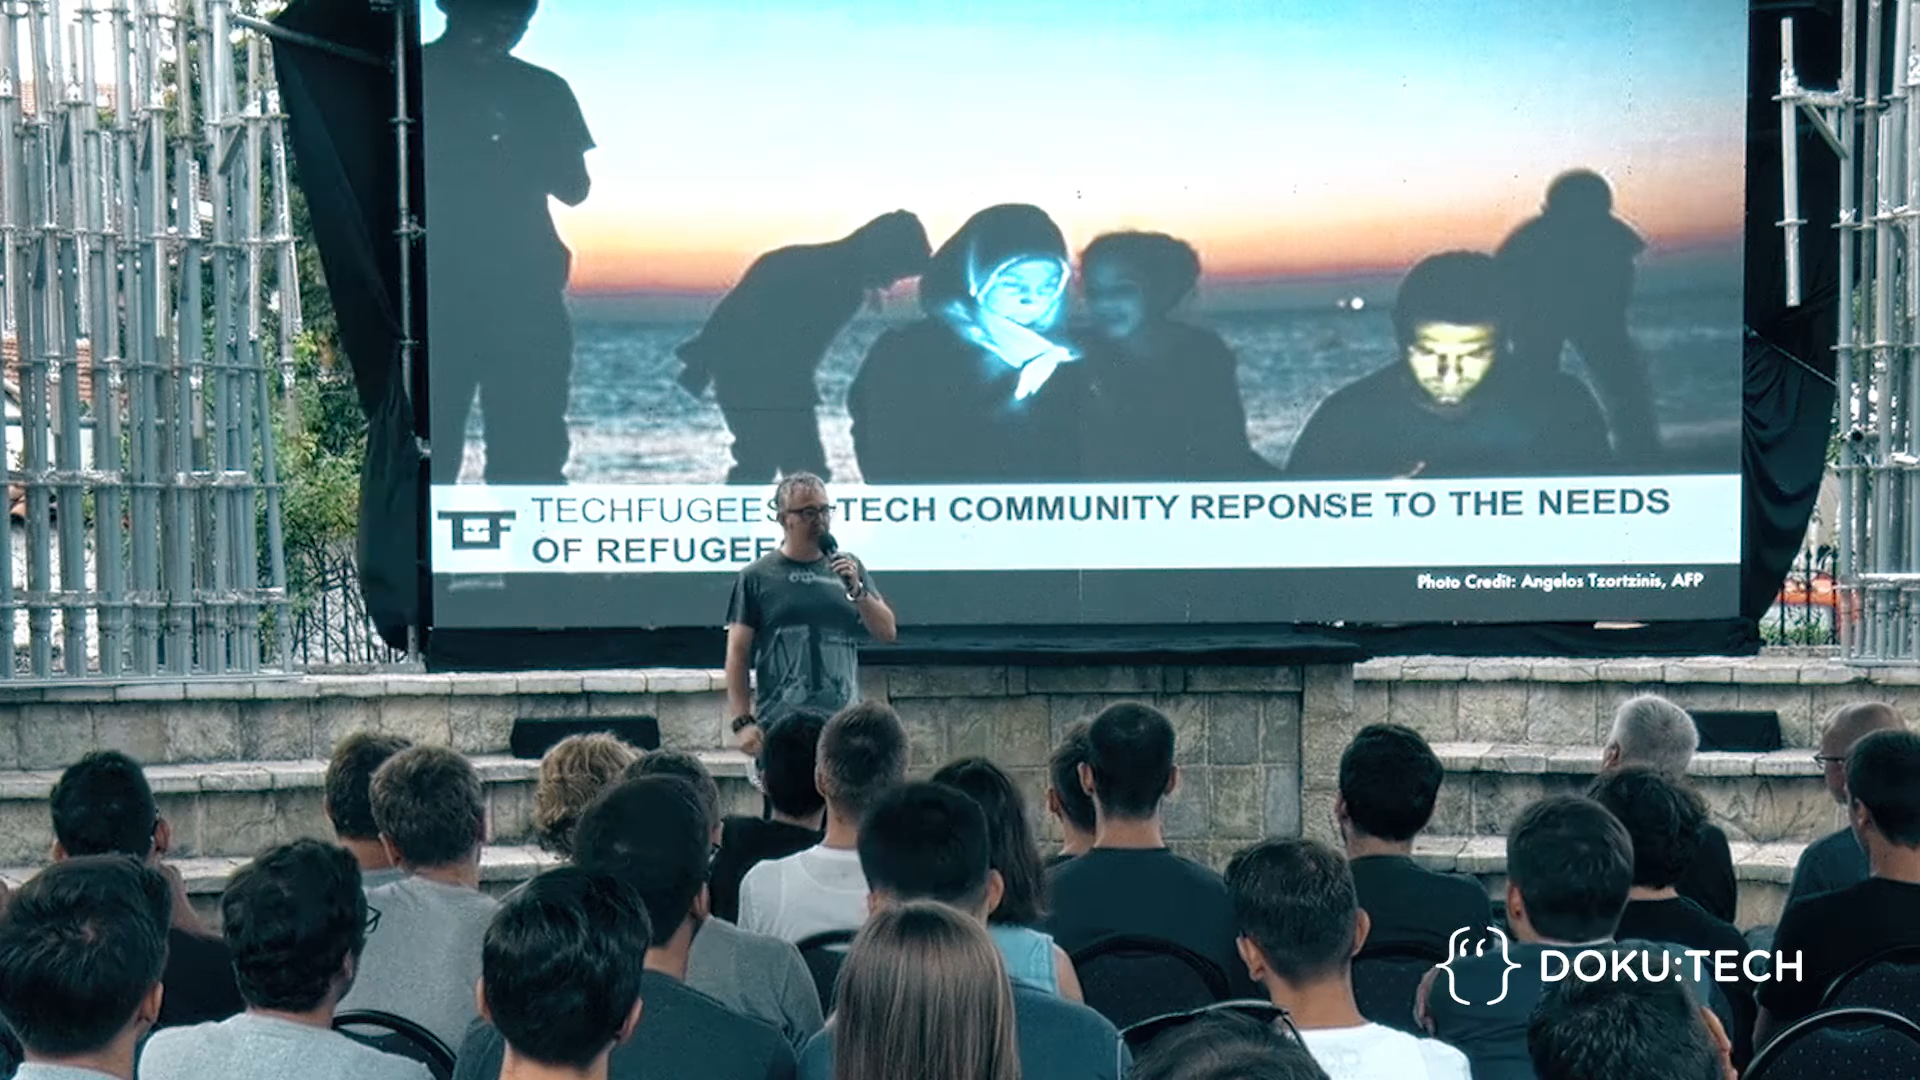 TECHFUGEES TECH COMMUNITY REPONSE TO THE NEEDS
OF REFUGEE
Photo Credit: Angelos Tzortzinis, AFP
{“} DOKU:TECH